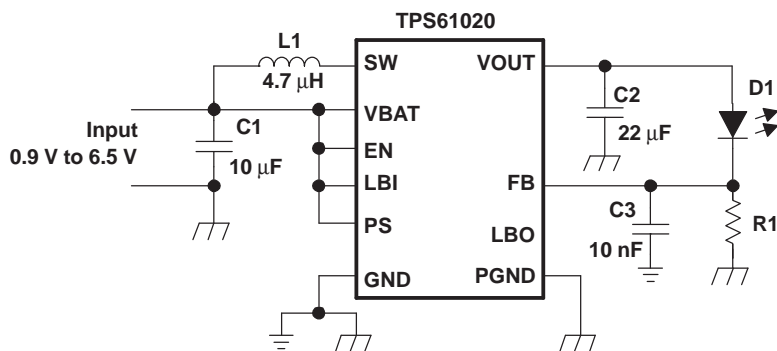 TPS61020
L1
4.7 μH
SW
VOUT
D1
VBAT
C2
22 μF
Input
0.9 V to 6.5 V
C1
10 μF
EN
LBI
FB
PS
C3
10 nF
R1
LBO
GND
PGND